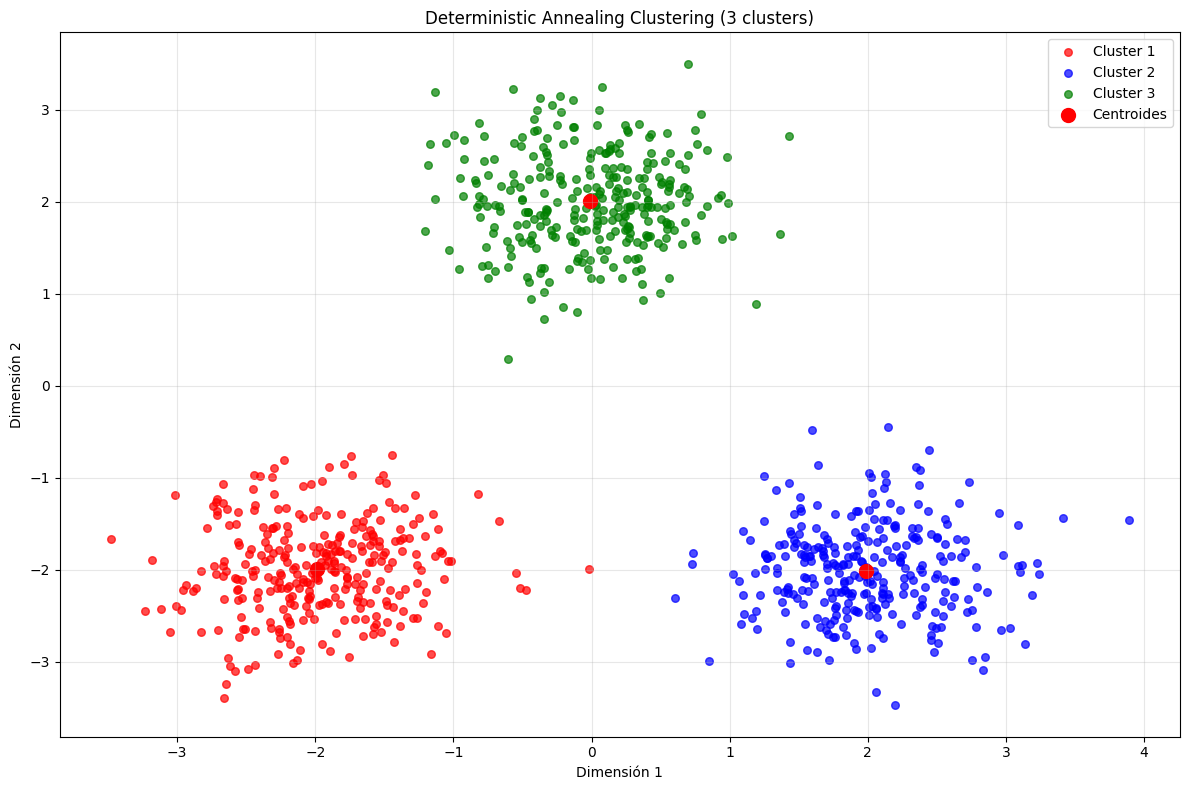 Deterministic Annealing Clustering (3 clusters)
Cluster 1
Cluster 2
Cluster 3
Centroides
Dimensión 2
3
2
1
0
−1
−2
−3
−3
−2
−1
0
1
2
3
4
Dimensión 1